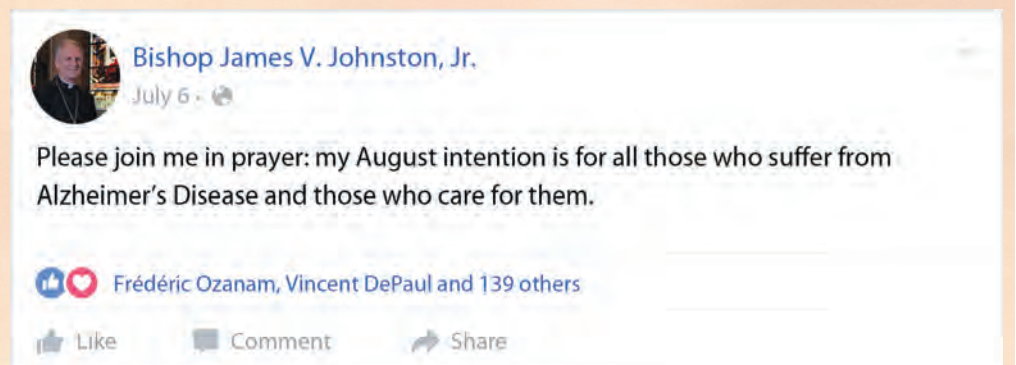 Bishop James V. Johnston, Jr.
July 6 ·
Please join me in prayer: my August intention is for all those who suffer from
Alzheimer's Disease and those who care for them.
Frédéric Ozanam, Vincent DePaul and 139 others
Like Comment Share